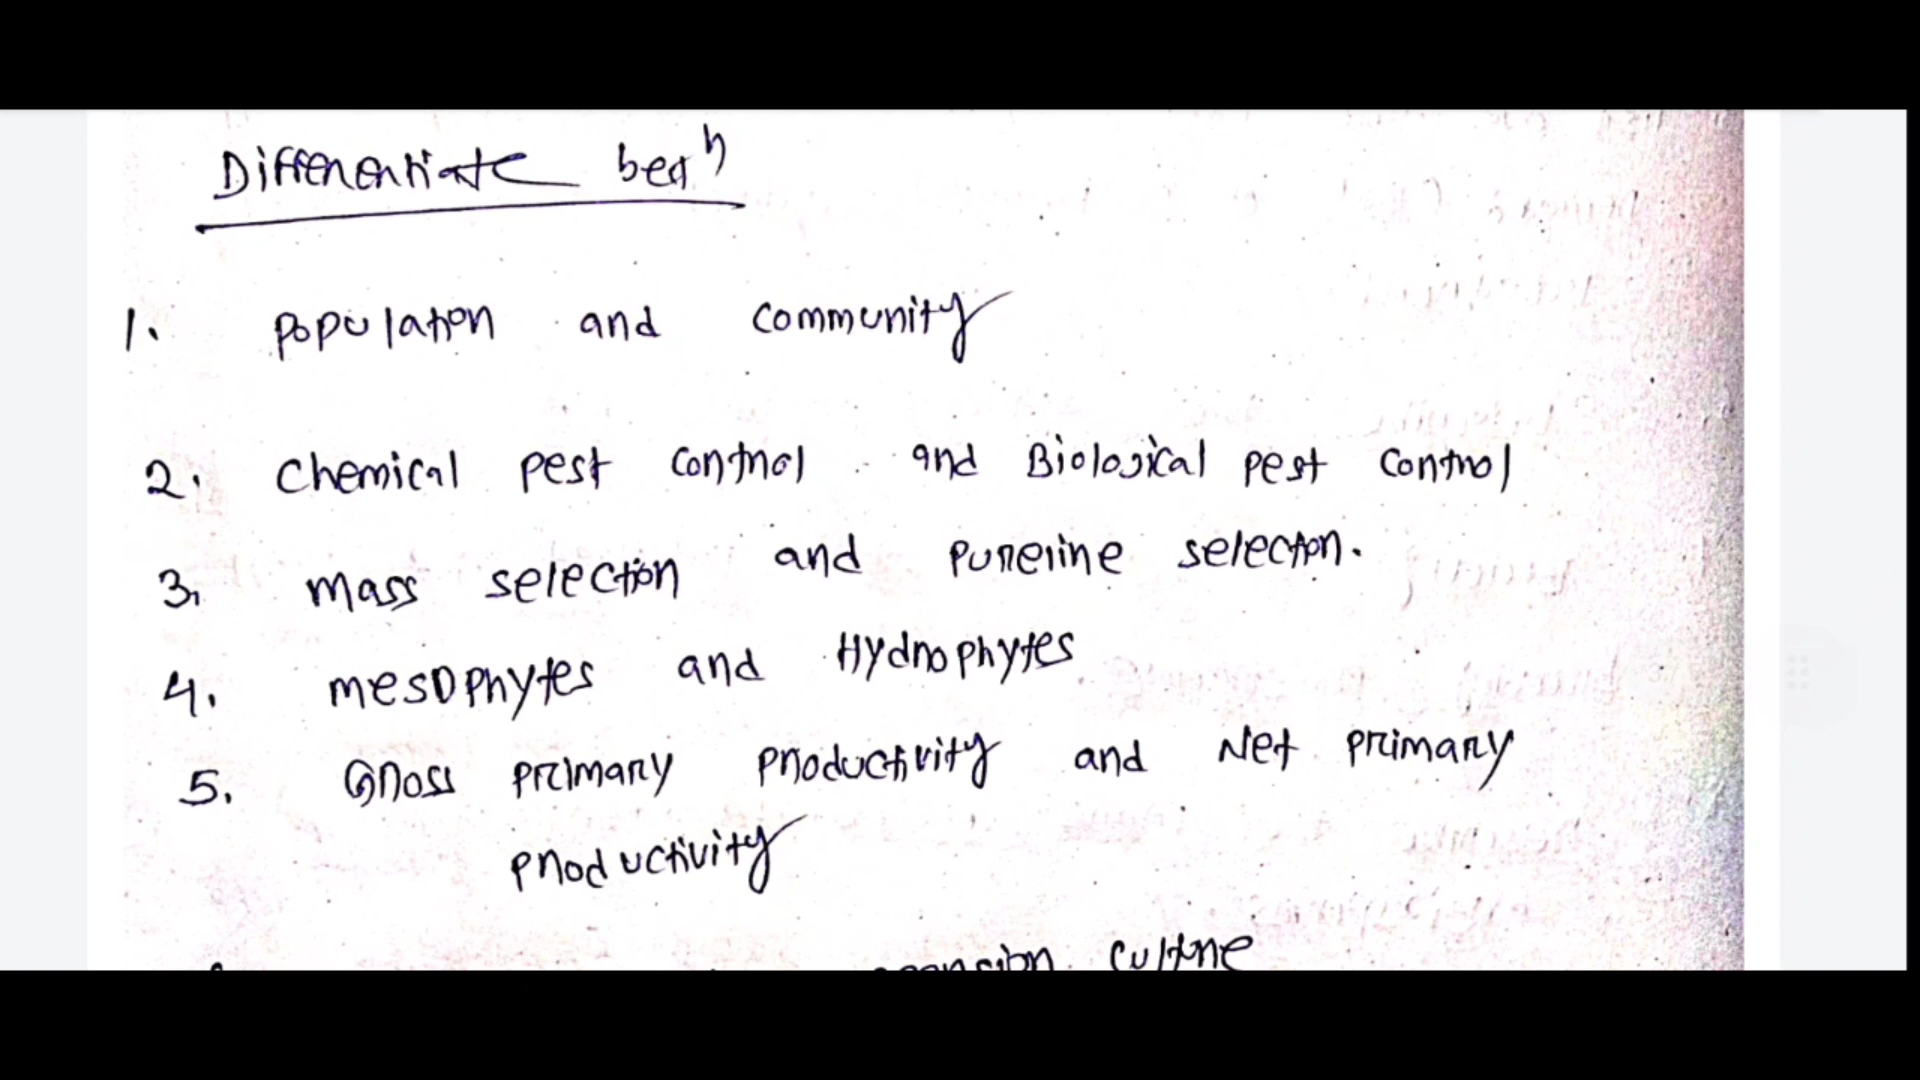 Differentiate betn
1. population and community
2. chemical pest control and Biological pest control
3. mass selection and pureline selection.
4. mesophytes and Hydrophytes
5. Gross primary productivity and Net primary
productivity
culture